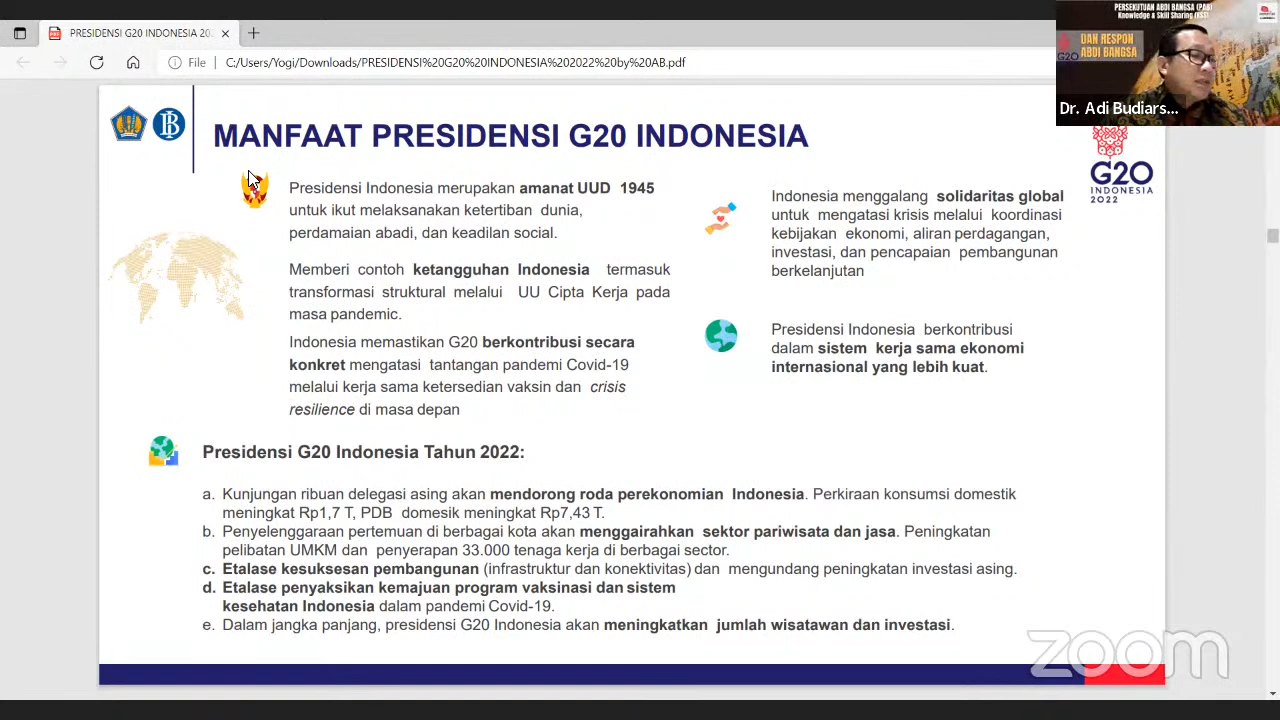 PRESIDENSI G20 INDONESIA 20
File
C:/Users/Yogi/Download
%20G20%20INDONESIA%202022%20by%20AB.pdf
PERSEKUTUAN ABDI BANGSA (PAB)
Knowledge & Skill Sharing (KSS)
DAN RESPON
ABDI BANGSA
G20
Dr. Adi Budiars...
MANFAAT PRESIDENSI G20 INDONESIA
G20
INDONESIA
2022
Presidensi Indonesia merupakan amanat UUD 1945
untuk ikut melaksanakan ketertiban dunia,
perdamaian abadi, dan keadilan social.
Memberi contoh ketangguhan Indonesia termasuk
transformasi struktural melalui UU Cipta Kerja pada
masa pandemic.
Indonesia memastikan G20 berkontribusi secara
konkret mengatasi tantangan pandemi Covid-19
melalui kerja sama ketersedian vaksin dan crisis
resilience di masa depan
Indonesia menggalang solidaritas global
untuk mengatasi krisis melalui koordinasi
kebijakan ekonomi, aliran perdagangan,
investasi, dan pencapaian pembangunan
berkelanjutan
Presidensi Indonesia berkontribusi
dalam sistem kerja sama ekonomi
internasional yang lebih kuat.
Presidensi G20 Indonesia Tahun 2022:
a. Kunjungan ribuan delegasi asing akan mendorong roda perekonomian Indonesia. Perkiraan konsumsi domestik
meningkat Rp1,7 T, PDB domesik meningkat Rp7,43 T.
b. Penyelenggaraan pertemuan di berbagai kota akan menggairahkan sektor pariwisata dan jasa. Peningkatan
pelibatan UMKM dan penyerapan 33.000 tenaga kerja di berbagai sector.
c. Etalase kesuksesan pembangunan (infrastruktur dan konektivitas) dan mengundang peningkatan investasi asing.
d. Etalase penyaksikan kemajuan program vaksinasi dan sistem
kesehatan Indonesia dalam pandemi Covid-19.
e. Dalam jangka panjang, presidensi G20 Indonesia akan meningkatkan jumlah wisatawan dan investasi.
zoom